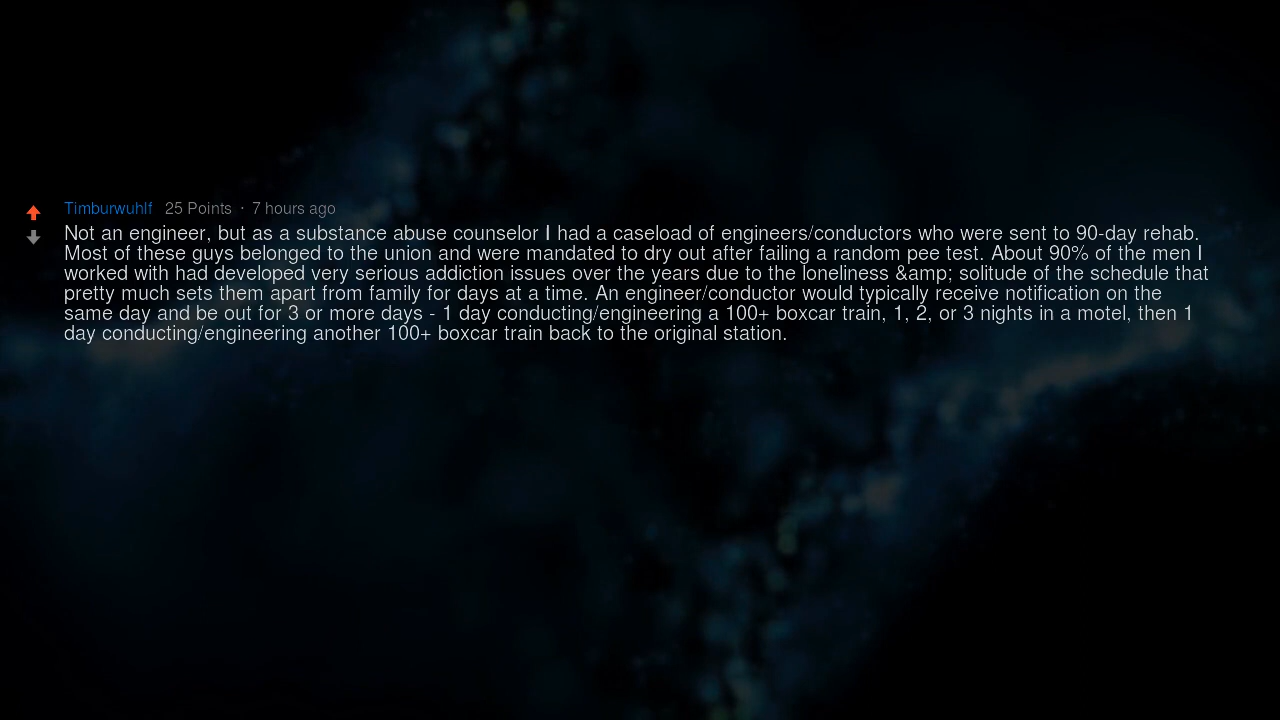 Timburwuhlf 25 Points · 7 hours ago
Not an engineer, but as a substance abuse counselor I had a caseload of engineers/conductors who were sent to 90-day rehab.
Most of these guys belonged to the union and were mandated to dry out after failing a random pee test. About 90% of the men I
worked with had developed very serious addiction issues over the years due to the loneliness &amp; solitude of the schedule that
pretty much sets them apart from family for days at a time. An engineer/conductor would typically receive notification on the
same day and be out for 3 or more days - 1 day conducting/engineering a 100+ boxcar train, 1, 2, or 3 nights in a motel, then 1
day conducting/engineering another 100+ boxcar train back to the original station.